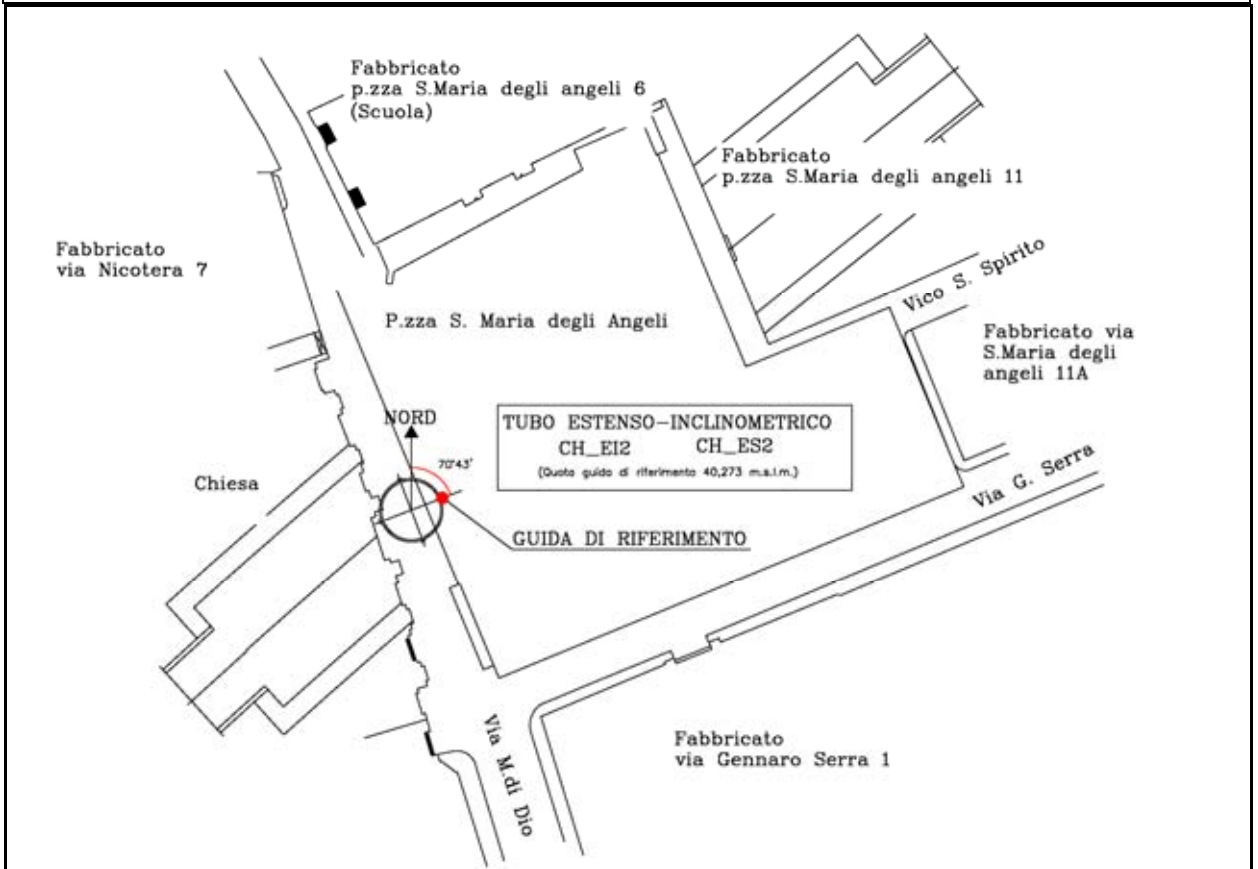 Fabbricato
p.zza S.Maria degli angeli 6
(Scuola)
Fabbricato
p.zza S.Maria degli angeli 11
Fabbricato
via Nicotera 7
Vico S. Spirito
P.zza S. Maria degli Angeli
Fabbricato via
S.Maria degli
angeli 11A
NORD
TUBO ESTENSO-INCLINOMETRICO
CH_EI2 CH_ES2
(Quota guida di riferimento 40,273 m.s.l.m.)
70°43'
Chiesa
Via G. Serra
GUIDA DI RIFERIMENTO
Via M.di Dio
Fabbricato
via Gennaro Serra 1